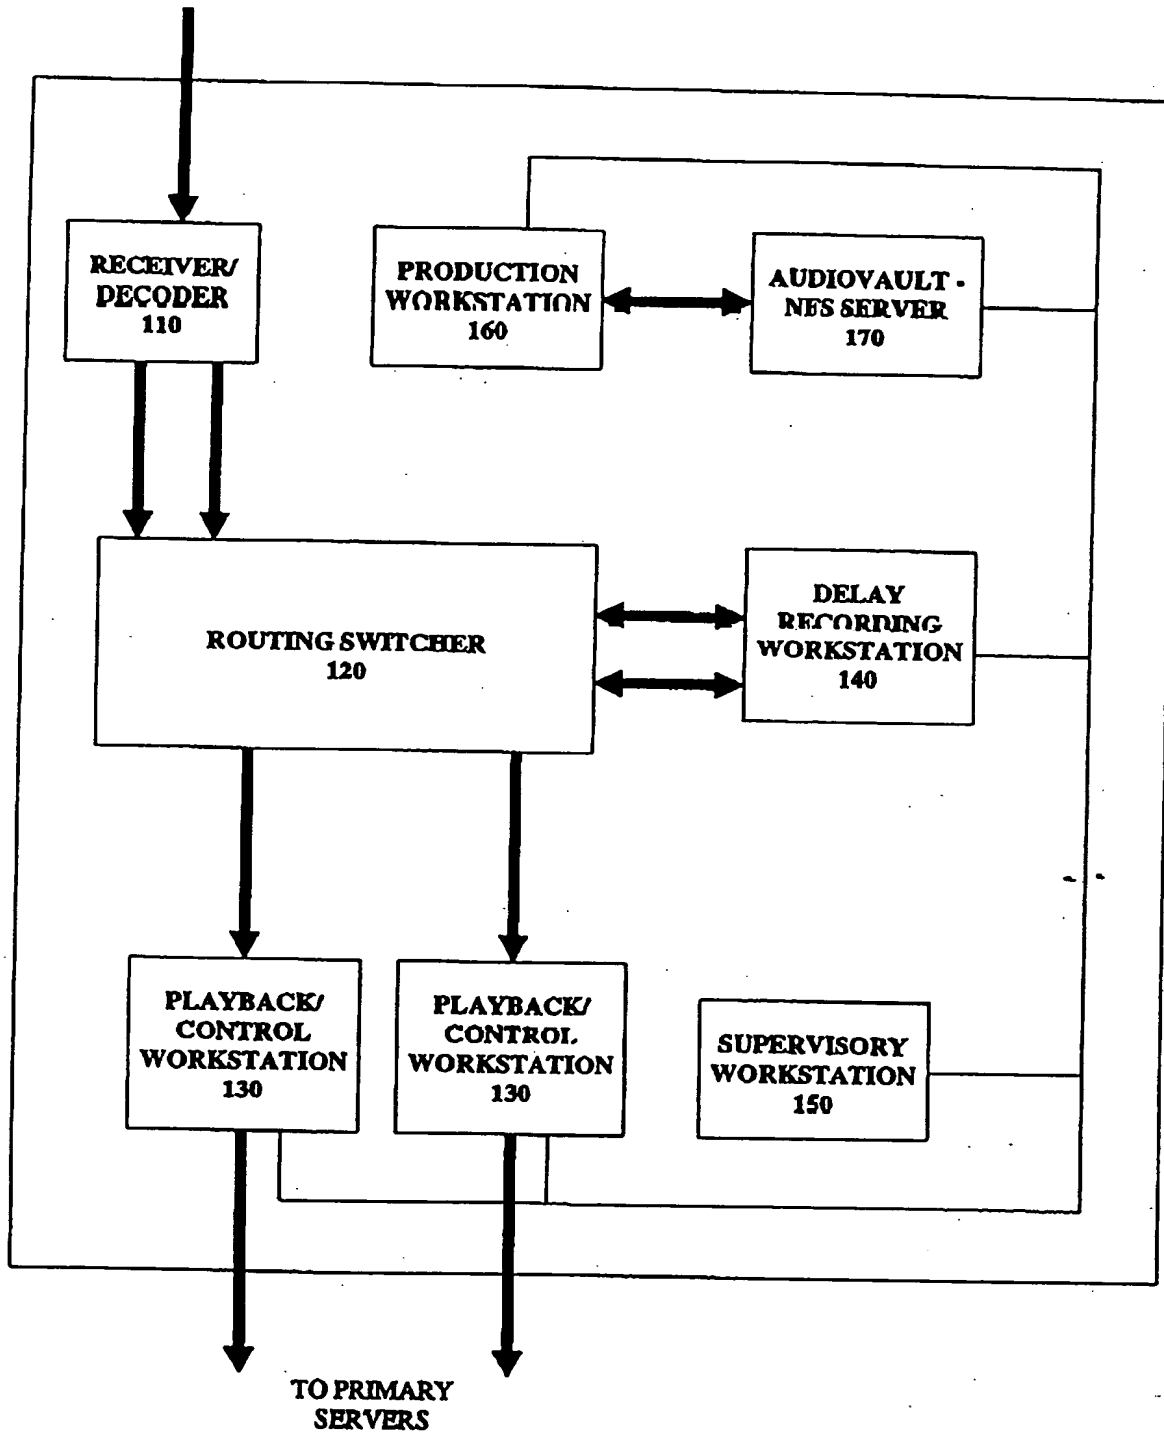 RECEIVER/
DECODER
110
PRODUCTION
WORKSTATION
160
AUDIOVAULT -
NFS SERVER
170
ROUTING SWITCHER
120
DELAY
RECORDING
WORKSTATION
140
PLAYBACK/
CONTROL
WORKSTATION
130
PLAYBACK/
CONTROL
WORKSTATION
130
SUPERVISORY
WORKSTATION
150
TO PRIMARY
SERVERS